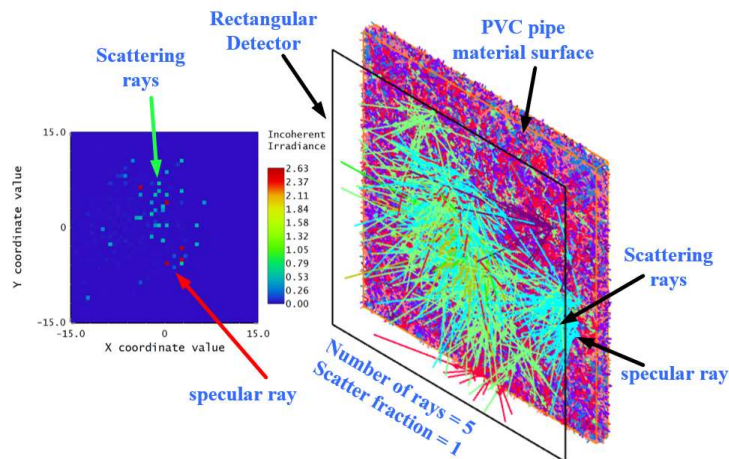 Rectangular
Detector
PVC pipe
material surface
Scattering
rays
15.0
0
-15.0
Y coordinate value
-15.0
0
15.0
X coordinate value
Incoherent
Irradiance
2.63
2.37
2.11
1.84
1.58
1.32
1.05
0.79
0.53
0.26
0.00
specular ray
Scattering
rays
specular ray
Number of rays = 5
Scatter fraction = 1